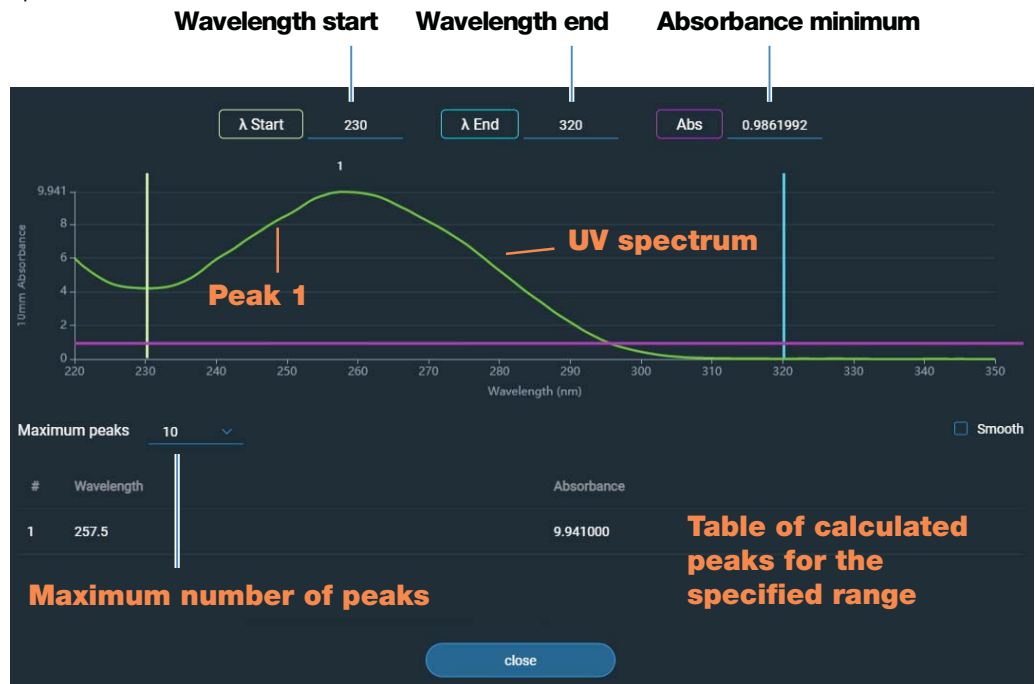 Wavelength start Wavelength end Absorbance minimum
λ Start 230 λ End 320 Abs 0.9861992
1
9.941
8
6
4
2
0
10mm Absorbance
UV spectrum
Peak 1
220 230 240 250 260 270 280 290 300 310 320 330 340 350
Wavelength (nm)
Maximum peaks 10 Smooth
# Wavelength Absorbance
1 257.5 9.941000
Table of calculated
peaks for the
specified range
Maximum number of peaks
close